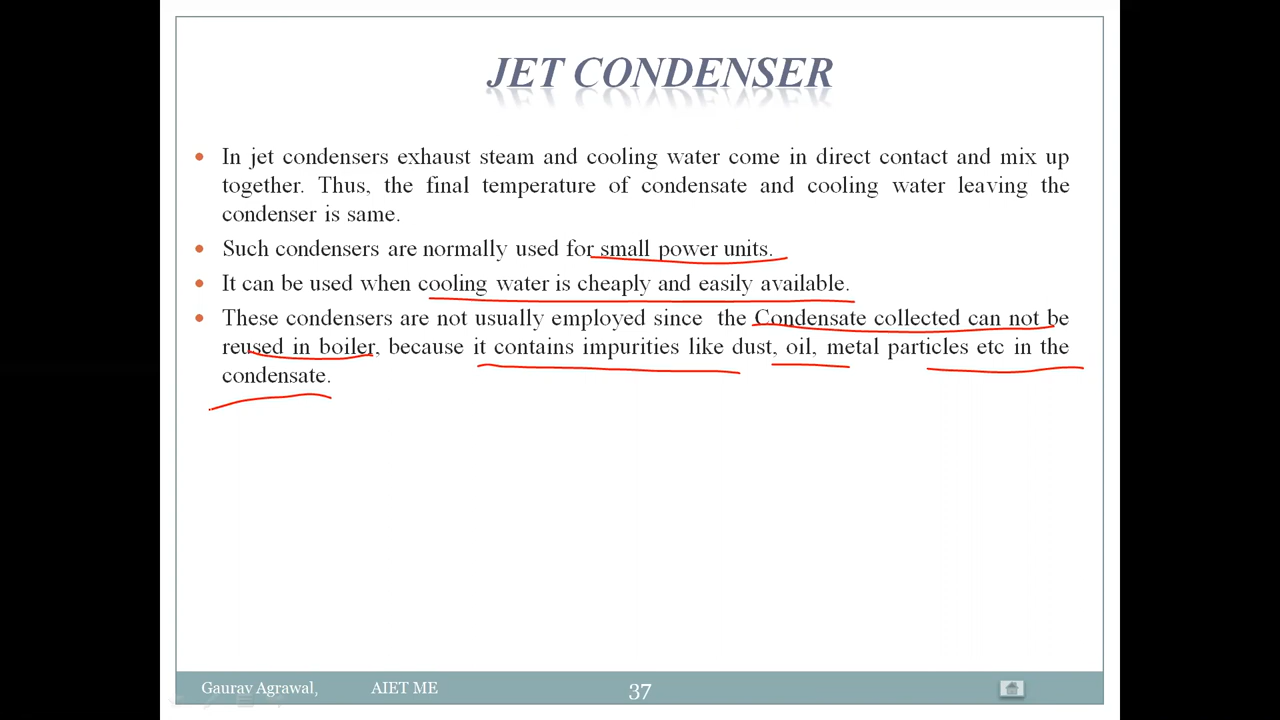 JET CONDENSER
• In jet condensers exhaust steam and cooling water come in direct contact and mix up
together. Thus, the final temperature of condensate and cooling water leaving the
condenser is same.
• Such condensers are normally used for small power units.
• It can be used when cooling water is cheaply and easily available.
• These condensers are not usually employed since the Condensate collected can not be
reused in boiler, because it contains impurities like dust, oil, metal particles etc in the
condensate.
Gaurav Agrawal, AIET ME 37